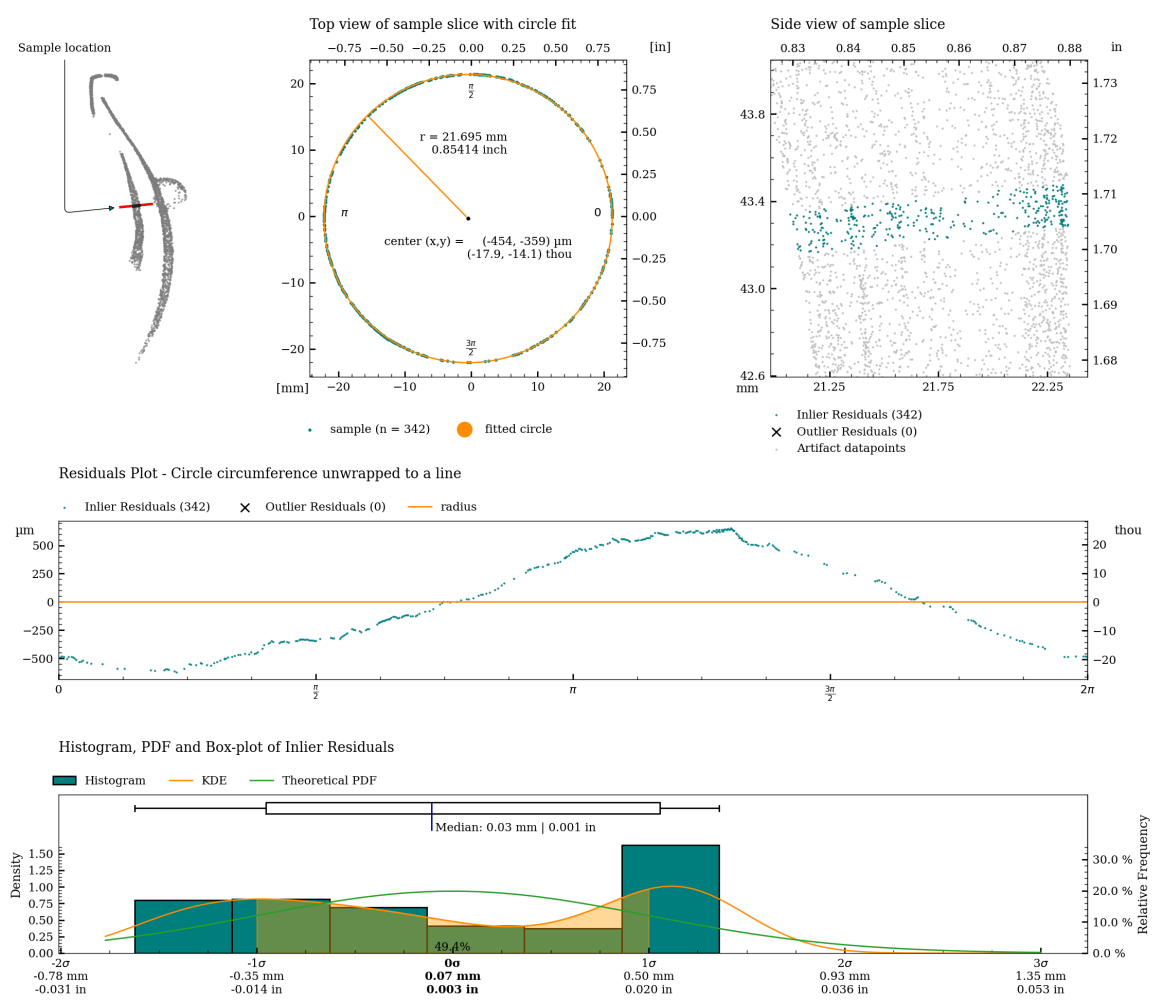 Top view of sample slice with circle fit
Side view of sample slice
Sample location
−0.75 −0.50 −0.25 0.00 0.25 0.50 0.75 [in]
0.83 0.84 0.85 0.86 0.87 0.88 in
20
10
0
−10
−20
π/2
r = 21.695 mm
0.85414 inch
π
0
center (x,y) = (-454, -359) µm
(-17.9, -14.1) thou
3π/2
0.75
0.50
0.25
0.00
−0.25
−0.50
−0.75
[mm] −20 −10 0 10 20
43.8
43.4
43.0
42.6
1.73
1.72
1.71
1.70
1.69
1.68
mm 21.25 21.75 22.25
sample (n = 342) fitted circle
Inlier Residuals (342)
Outlier Residuals (0)
Artifact datapoints
Residuals Plot - Circle circumference unwrapped to a line
Inlier Residuals (342) Outlier Residuals (0) radius
µm
500
250
0
−250
−500
thou
20
10
0
−10
−20
0 π/2 π 3π/2 2π
Histogram, PDF and Box-plot of Inlier Residuals
Histogram KDE Theoretical PDF
Median: 0.03 mm | 0.001 in
Density
1.50
1.25
1.00
0.75
0.50
0.25
0.00
49.4%
Relative Frequency
30.0 %
20.0 %
10.0 %
0.0 %
-2σ -1σ 0σ 1σ 2σ 3σ
-0.78 mm -0.35 mm 0.07 mm 0.50 mm 0.93 mm 1.35 mm
-0.031 in -0.014 in 0.003 in 0.020 in 0.036 in 0.053 in